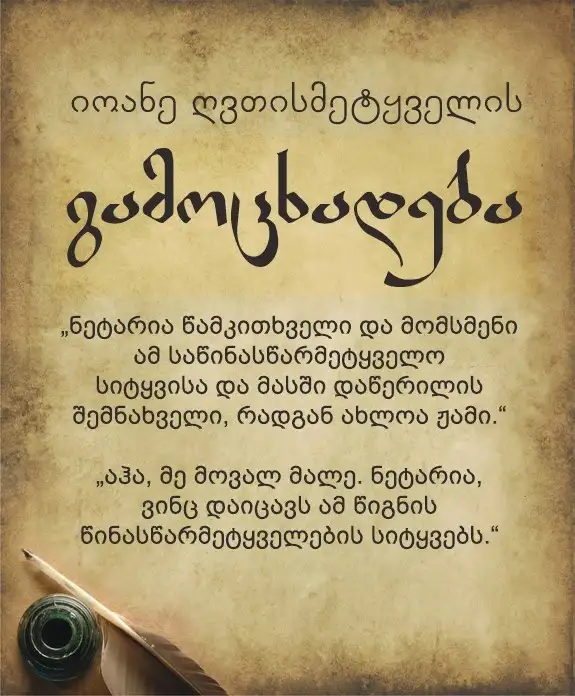 იოანე ღვთისმეტყველის
გამოცხადება
„ნეტარია წამკითხველი და მომსმენი
ამ საწინასწარმეტყველო
სიტყვისა და მასში დაწერილის
შემნახველი, რადგან ახლოა ჟამი.“
„აჰა, მე მოვალ მალე. ნეტარია,
ვინც დაიცავს ამ წიგნის
წინასწარმეტყველების სიტყვებს.“